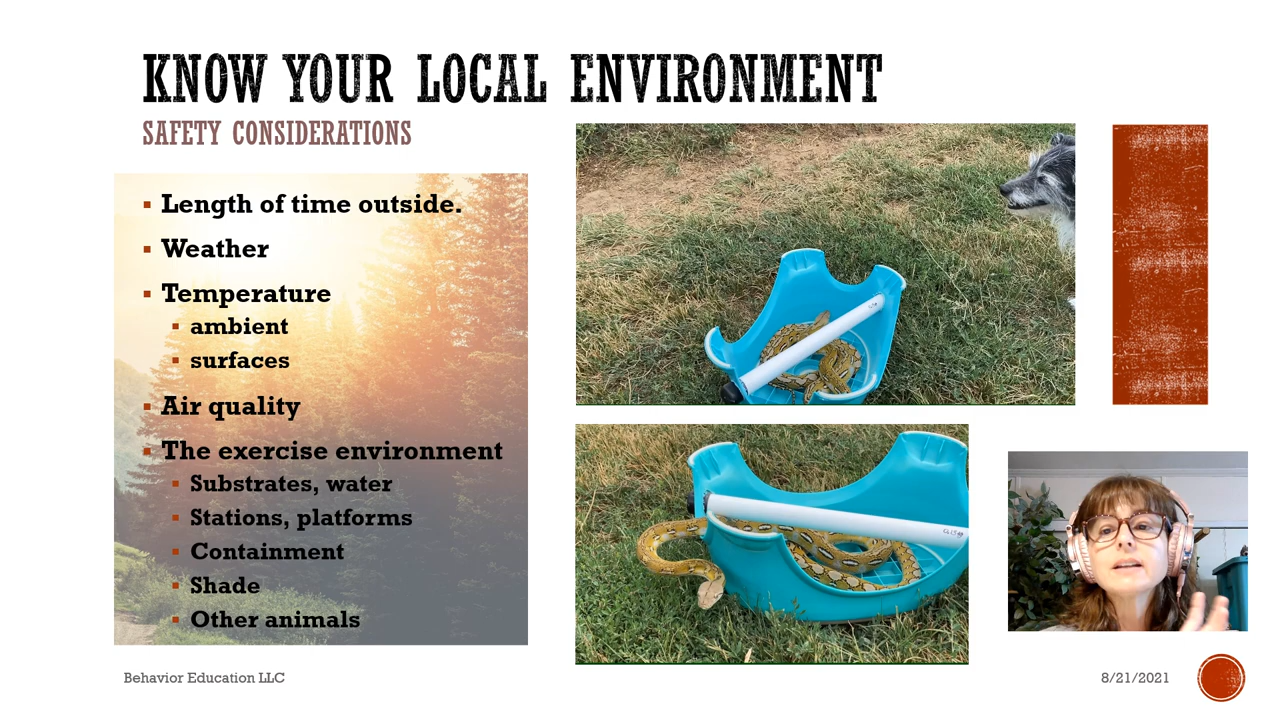 KNOW YOUR LOCAL ENVIRONMENT
SAFETY CONSIDERATIONS
Length of time outside.
Weather
Temperature
ambient
surfaces
Air quality
The exercise environment
Substrates, water
Stations, platforms
Containment
Shade
Other animals
Behavior Education LLC
8/21/2021